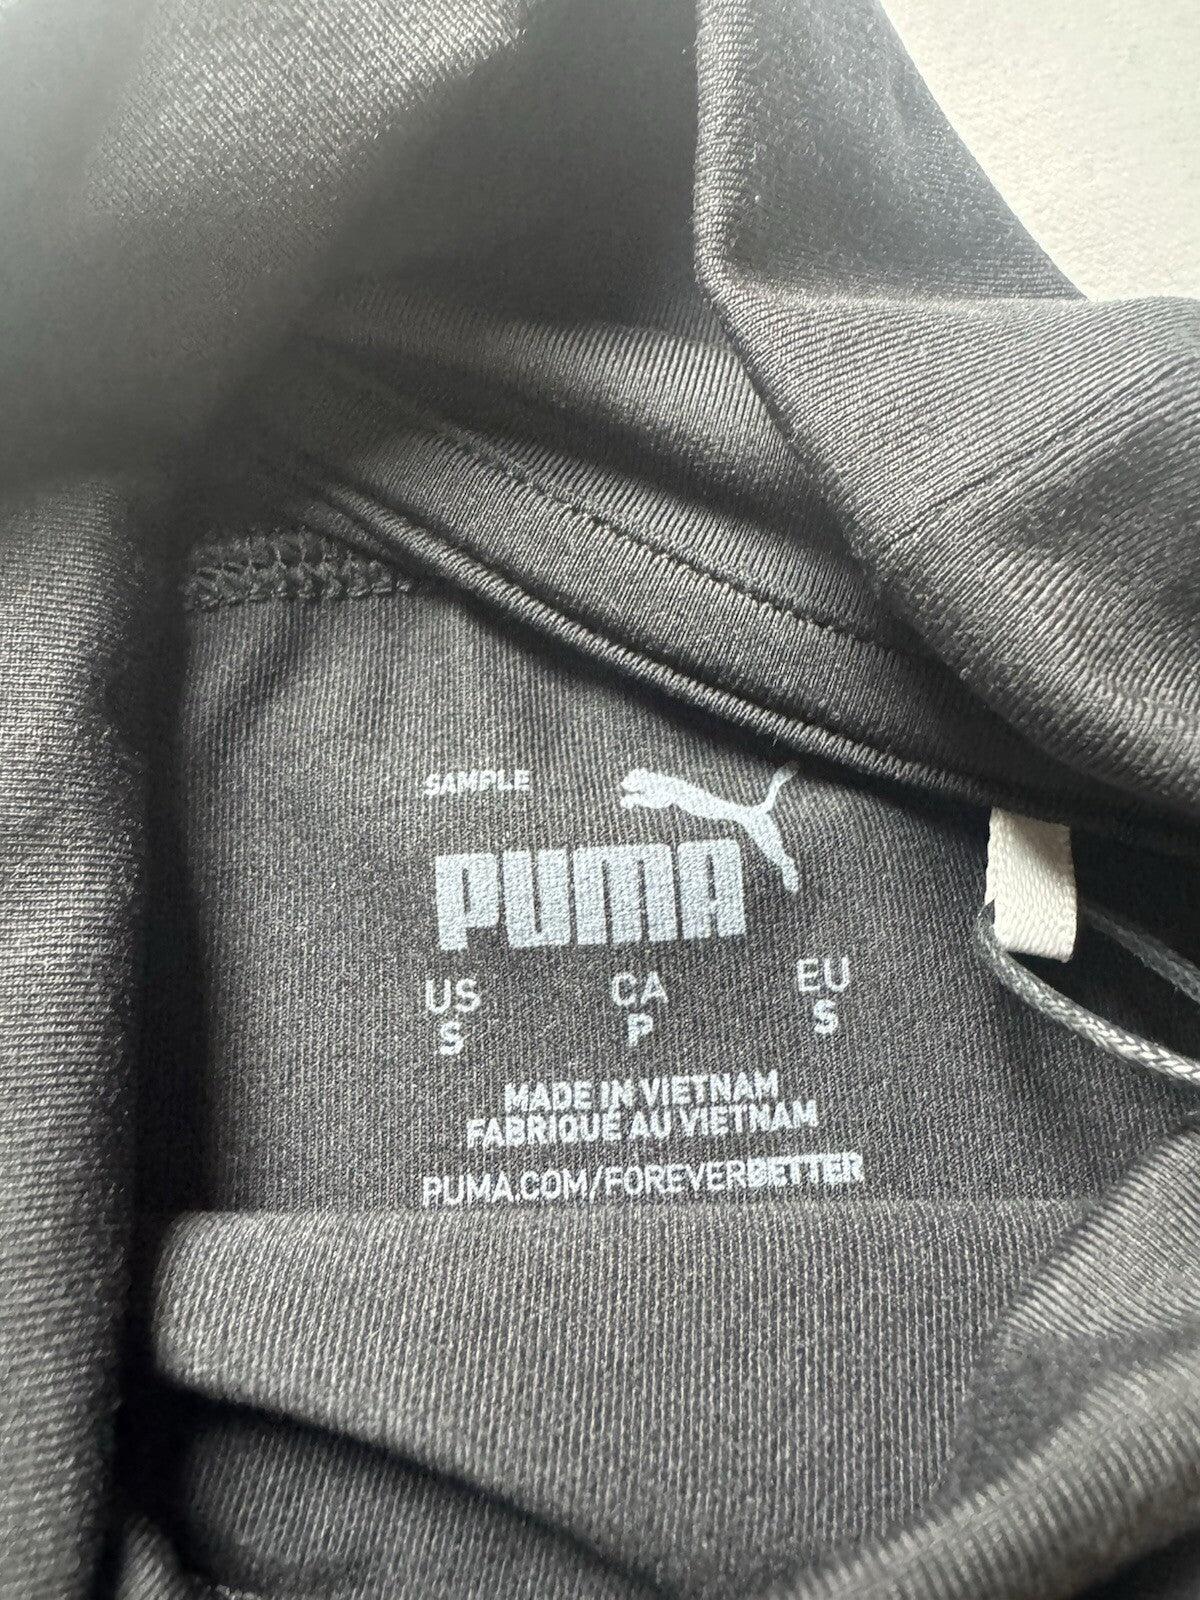 SAMPLE
PUMA
US CA EU
S P S
MADE IN VIETNAM
FABRIQUÉ AU VIETNAM
PUMA.COM/FOREVERBETTER